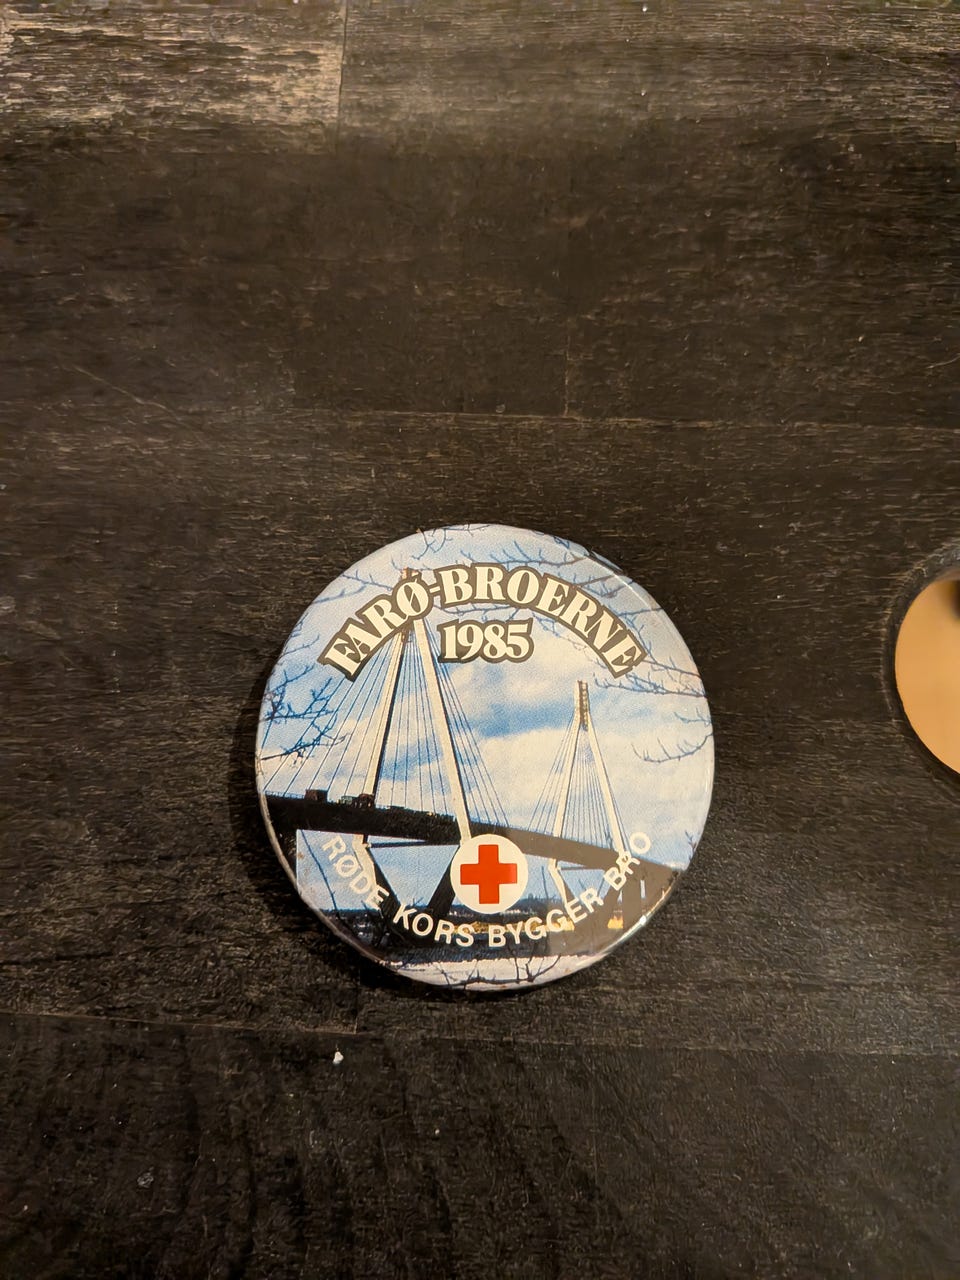 FARØ-BROERNE
1985
RØDE KORS BYGGER BRO